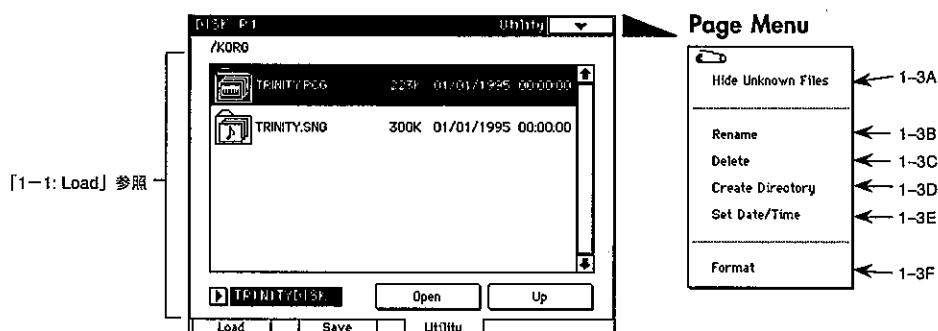 DISK P1 Utility
/KORG
TRINITY.PCG 223K 01/01/1995 00:00:00
TRINITY.SNG 300K 01/01/1995 00:00:00
TRINITYDISK
Open
Up
Load
Save
Utility
「1−1: Load」参照
Page Menu
Hide Unknown Files
Rename
Delete
Create Directory
Set Date/Time
Format
1−3A
1−3B
1−3C
1−3D
1−3E
1−3F